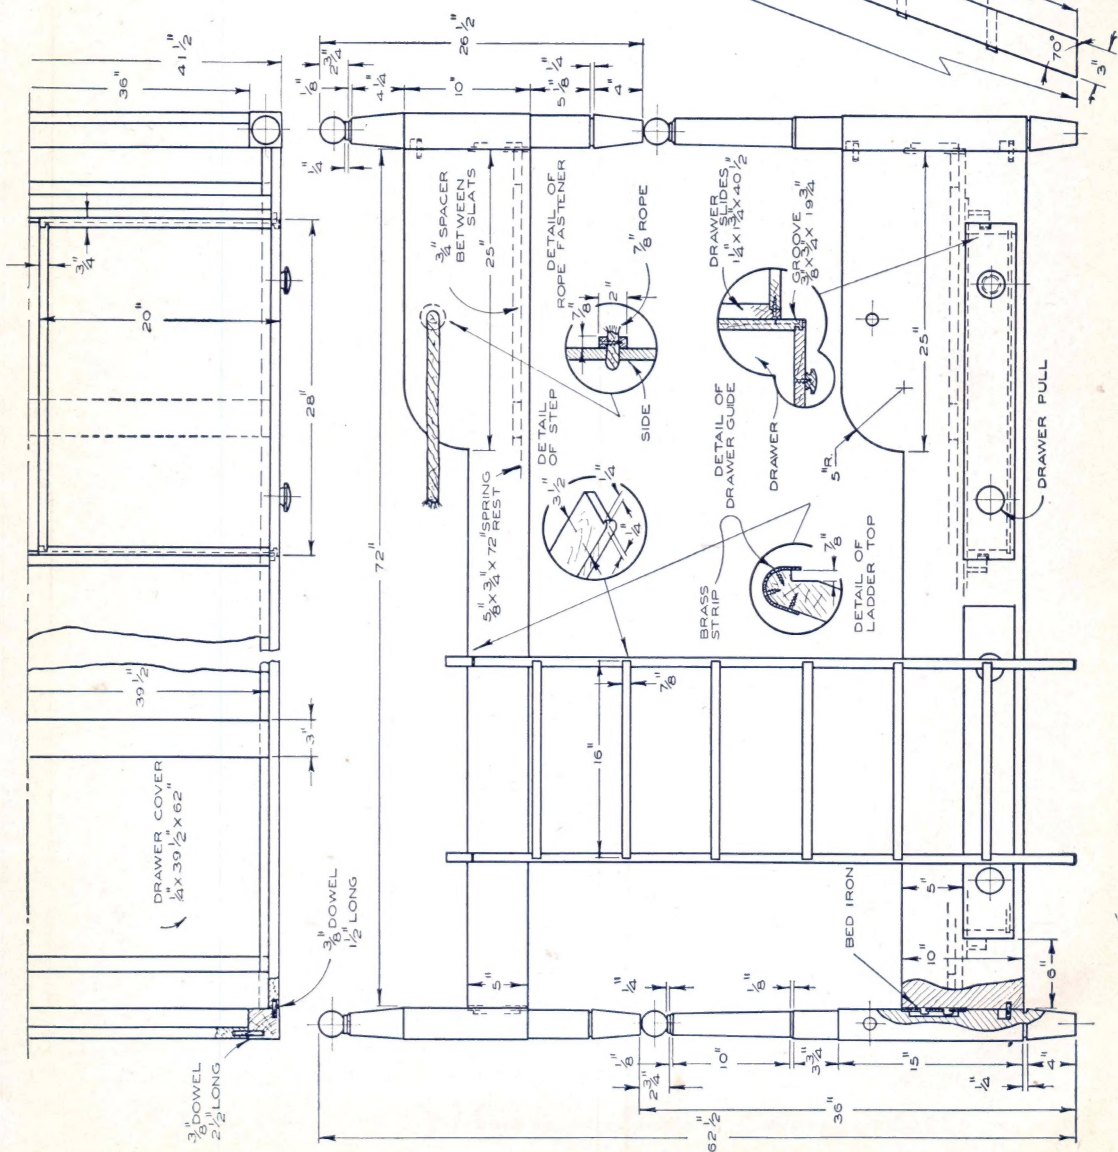 36"
41 1/2"
3/4"
20"
28"
39 1/2"
3"
DRAWER COVER
1/4" X 39 1/2" X 62"
3/8" DOWEL
1 1/2" LONG
3/8" DOWEL
2 1/2" LONG
26 1/2"
2 3/4"
1/8"
4 1/4"
10"
5 1/8"
1/4"
4"
1/4"
72"
3/4" SPACER
BETWEEN
SLATS
25"
5/8" X 3/4" X 72" SPRING
REST
5"
DETAIL OF
ROPE FASTENER
7/8" ROPE
7/8"
2"
SIDE
DETAIL
OF STEP
3 1/2"
1/4"
1/4"
DRAWER
SLIDES
1 1/4" X 1 3/4" X 40 1/2"
GROOVE
3/8" X 3/4" X 19 3/4"
DETAIL OF
DRAWER GUIDE
DRAWER
BRASS
STRIP
7/8"
DETAIL OF
LADDER TOP
5" R.
25"
DRAWER PULL
16"
7/8"
BED IRON
5"
10"
6"
1/4"
1/8"
1/8"
2 3/4"
10"
3 3/4"
15"
1/4"
4"
36"
62 1/2"
70°
3"